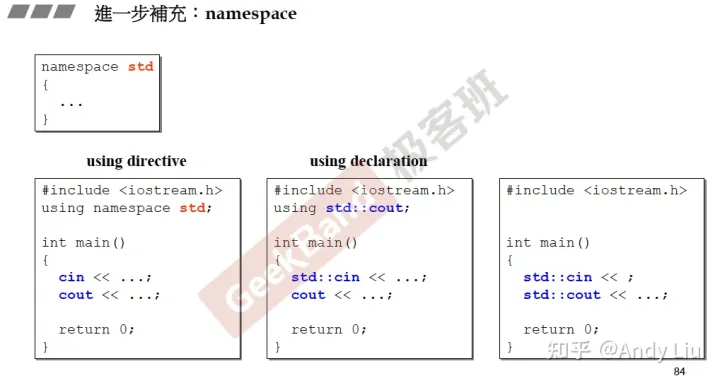 進一步補充：namespace
namespace std
{
...
}
using directive
#include <iostream.h>
using namespace std;
int main()
{
cin << ...;
cout << ...;
return 0;
}
using declaration
#include <iostream.h>
using std::cout;
int main()
{
std::cin << ...;
cout << ...;
return 0;
}
#include <iostream.h>
int main()
{
std::cin << ;
std::cout << ...;
return 0;
}
GeekBand 极客班
知乎 @Andy Liu
84